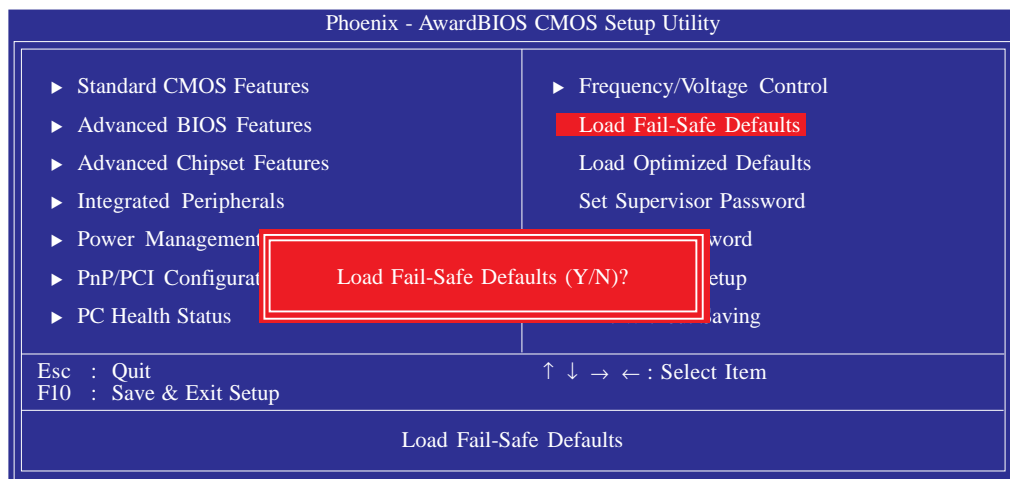 Phoenix - AwardBIOS CMOS Setup Utility
► Standard CMOS Features
► Advanced BIOS Features
► Advanced Chipset Features
► Integrated Peripherals
► Power Management
► PnP/PCI Configurat
► PC Health Status
► Frequency/Voltage Control
Load Fail-Safe Defaults
Load Optimized Defaults
Set Supervisor Password
word
etup
aving
Load Fail-Safe Defaults (Y/N)?
Esc : Quit
F10 : Save & Exit Setup
↑ ↓ → ← : Select Item
Load Fail-Safe Defaults